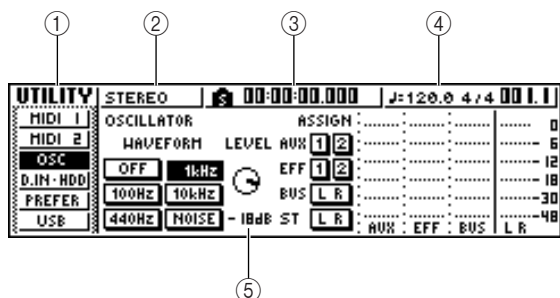 ① ② ③ ④
UTILITY STEREO S 00:00:00.000 ♩=120.0 4/4 001.1
MIDI 1 OSCILLATOR ASSIGN 0
MIDI 2 WAVEFORM LEVEL AUX 1 2 6
OSC OFF 1kHz EFF 1 2 12
D.IN·HDD 18
PREFER 100Hz 10kHz BUS L R 30
USB 440Hz NOISE -18dB ST L R 48
AUX EFF BUS L R
⑤